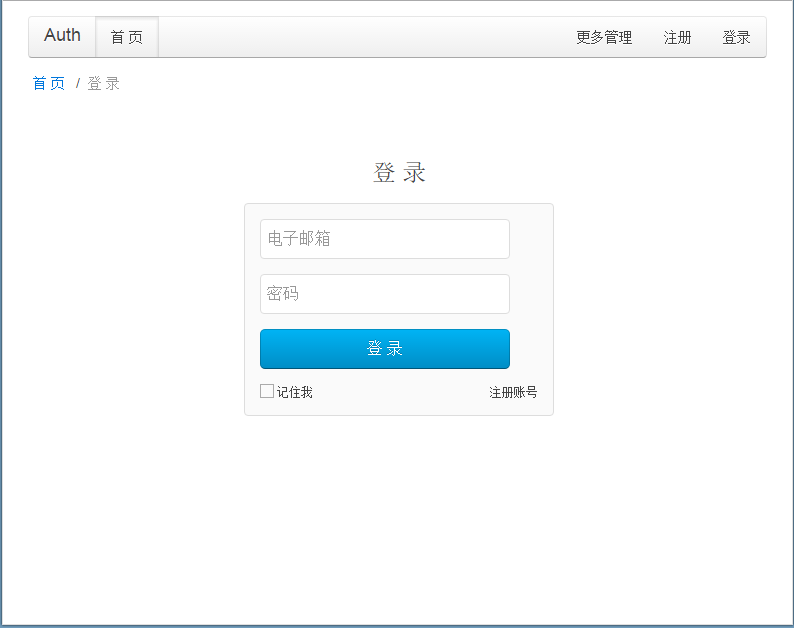 Auth 首 页 更多管理 注册 登录
首 页 / 登 录
登 录
电子邮箱
密码
登 录
记住我 注册账号